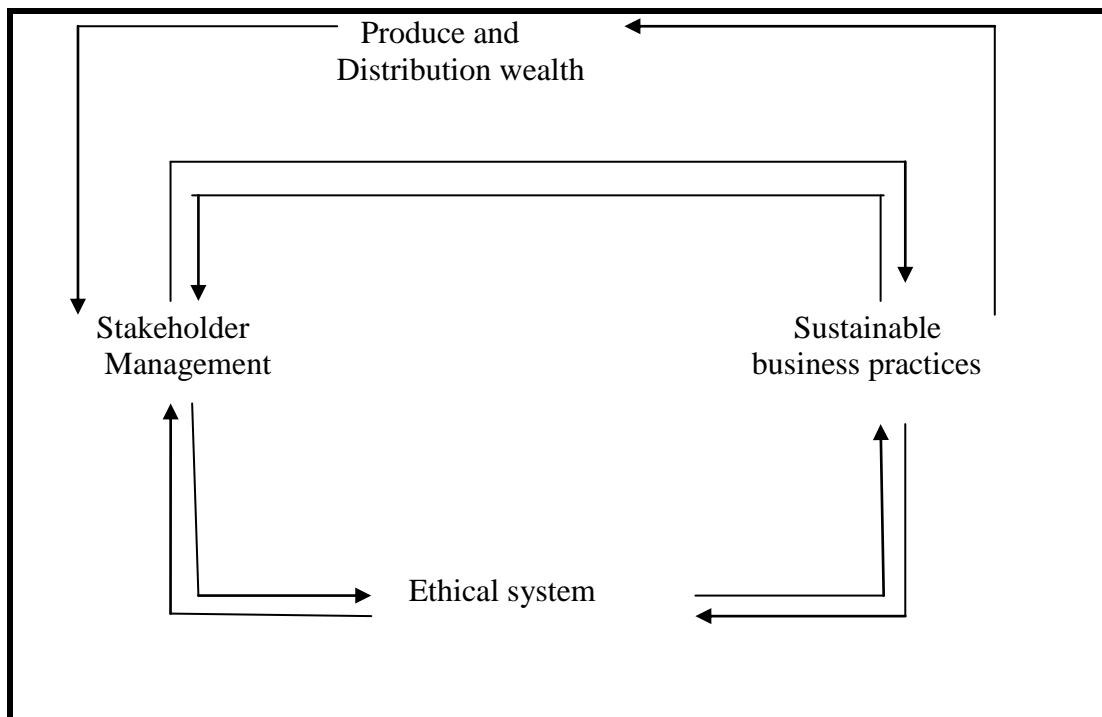 Produce and
Distribution wealth
Stakeholder
Management
Sustainable
business practices
Ethical system